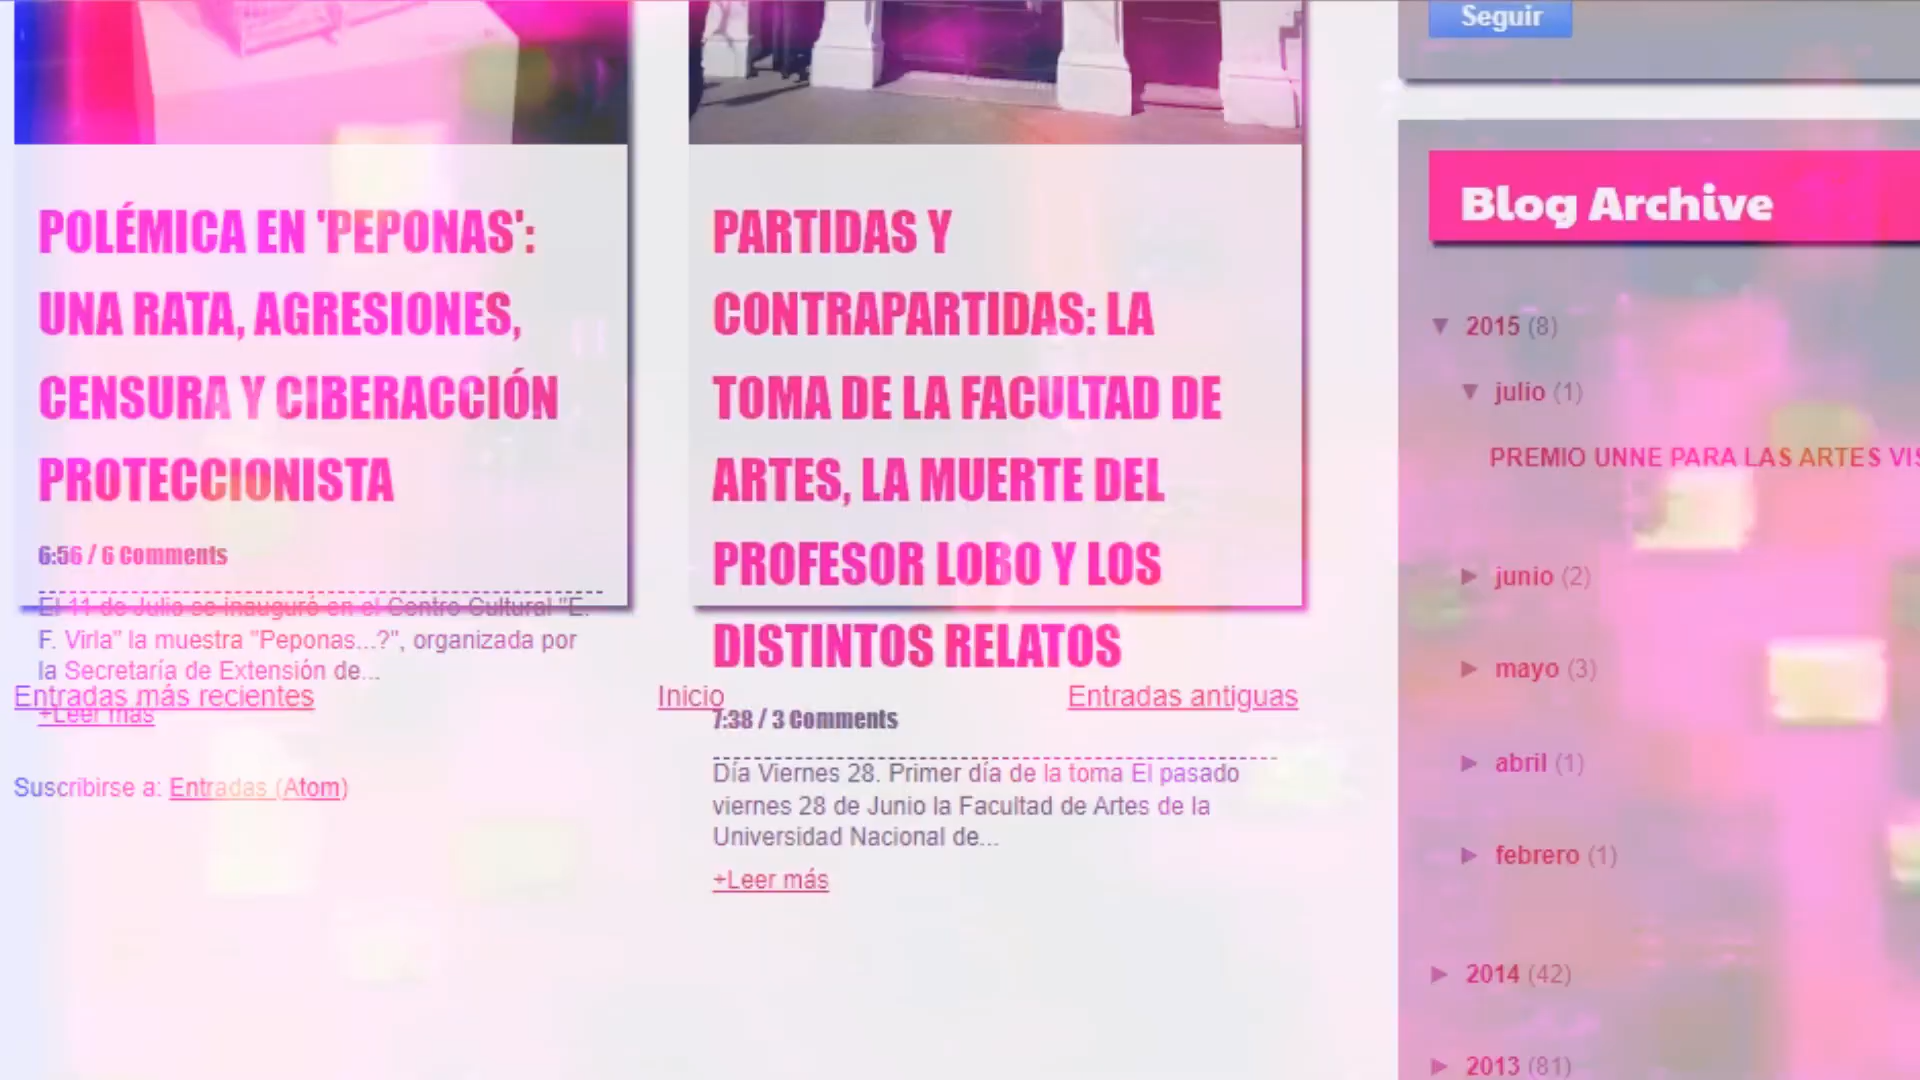 POLÉMICA EN 'PEPONAS':
UNA RATA, AGRESIONES,
CENSURA Y CIBERACCIÓN
PROTECCIONISTA
6:56 / 6 Comments
El 11 de Julio se inauguró en el Centro Cultural "E.
F. Virla" la muestra "Peponas...?", organizada por
la Secretaría de Extensión de...
+Leer más
PARTIDAS Y
CONTRAPARTIDAS: LA
TOMA DE LA FACULTAD DE
ARTES, LA MUERTE DEL
PROFESOR LOBO Y LOS
DISTINTOS RELATOS
7:38 / 3 Comments
Día Viernes 28. Primer día de la toma El pasado
viernes 28 de Junio la Facultad de Artes de la
Universidad Nacional de...
+Leer más
Entradas más recientes
Inicio
Entradas antiguas
Suscribirse a: Entradas (Atom)
Seguir
Blog Archive
▼ 2015 (8)
▼ julio (1)
PREMIO UNNE PARA LAS ARTES VIS
► junio (2)
► mayo (3)
► abril (1)
► febrero (1)
► 2014 (42)
► 2013 (81)